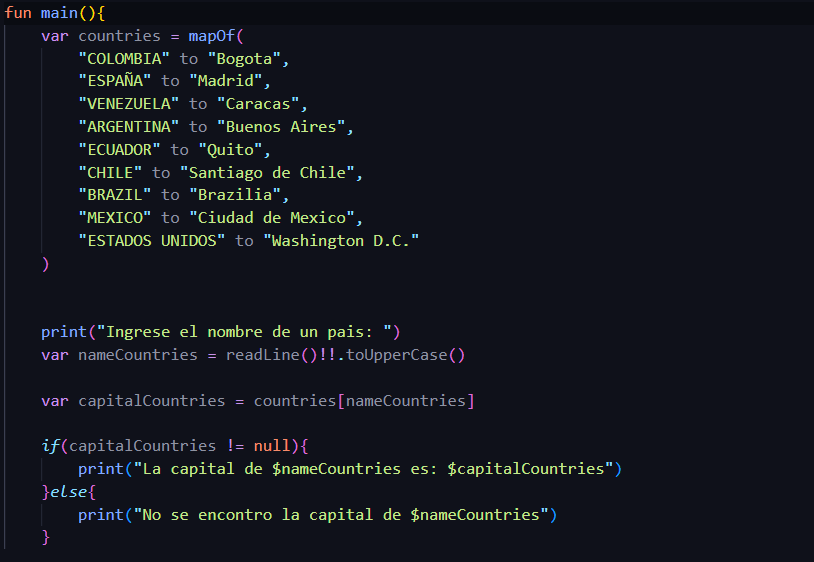 fun main(){
    var countries = mapOf(
        "COLOMBIA" to "Bogota",
        "ESPAÑA" to "Madrid",
        "VENEZUELA" to "Caracas",
        "ARGENTINA" to "Buenos Aires",
        "ECUADOR" to "Quito",
        "CHILE" to "Santiago de Chile",
        "BRAZIL" to "Brazilia",
        "MEXICO" to "Ciudad de Mexico",
        "ESTADOS UNIDOS" to "Washington D.C."
    )
    print("Ingrese el nombre de un pais: ")
    var nameCountries = readLine()!!.toUpperCase()
    var capitalCountries = countries[nameCountries]
    if(capitalCountries != null){
        print("La capital de $nameCountries es: $capitalCountries")
    }else{
        print("No se encontro la capital de $nameCountries")
    }